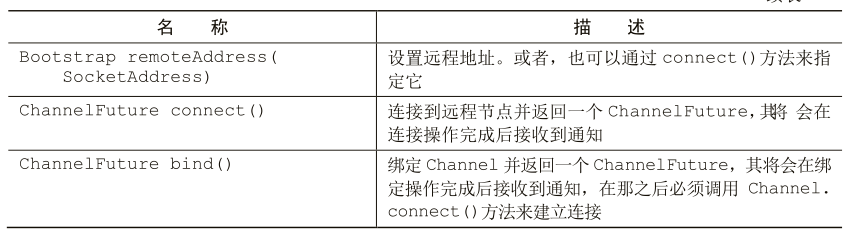 名 称 描 述
Bootstrap remoteAddress( 设置远程地址。或者，也可以通过 connect()方法来指
SocketAddress) 定它
ChannelFuture connect() 连接到远程节点并返回一个 ChannelFuture，其将 会在
连接操作完成后接收到通知
ChannelFuture bind() 绑定 Channel 并返回一个 ChannelFuture，其将会在绑
定操作完成后接收到通知，在那之后必须调用 Channel.
connect()方法来建立连接